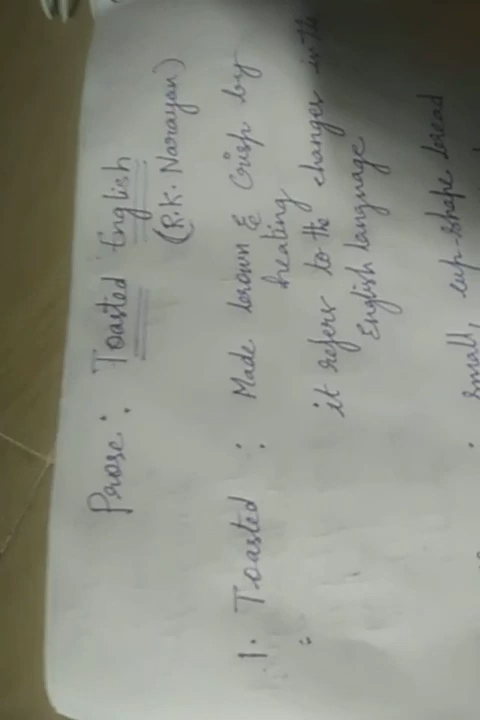 Prose: Toasted English
(R.K. Narayan)
1. Toasted : Made brown & Crisp by
heating
it refers to the changes in the
English language
: small, cup-shape bread